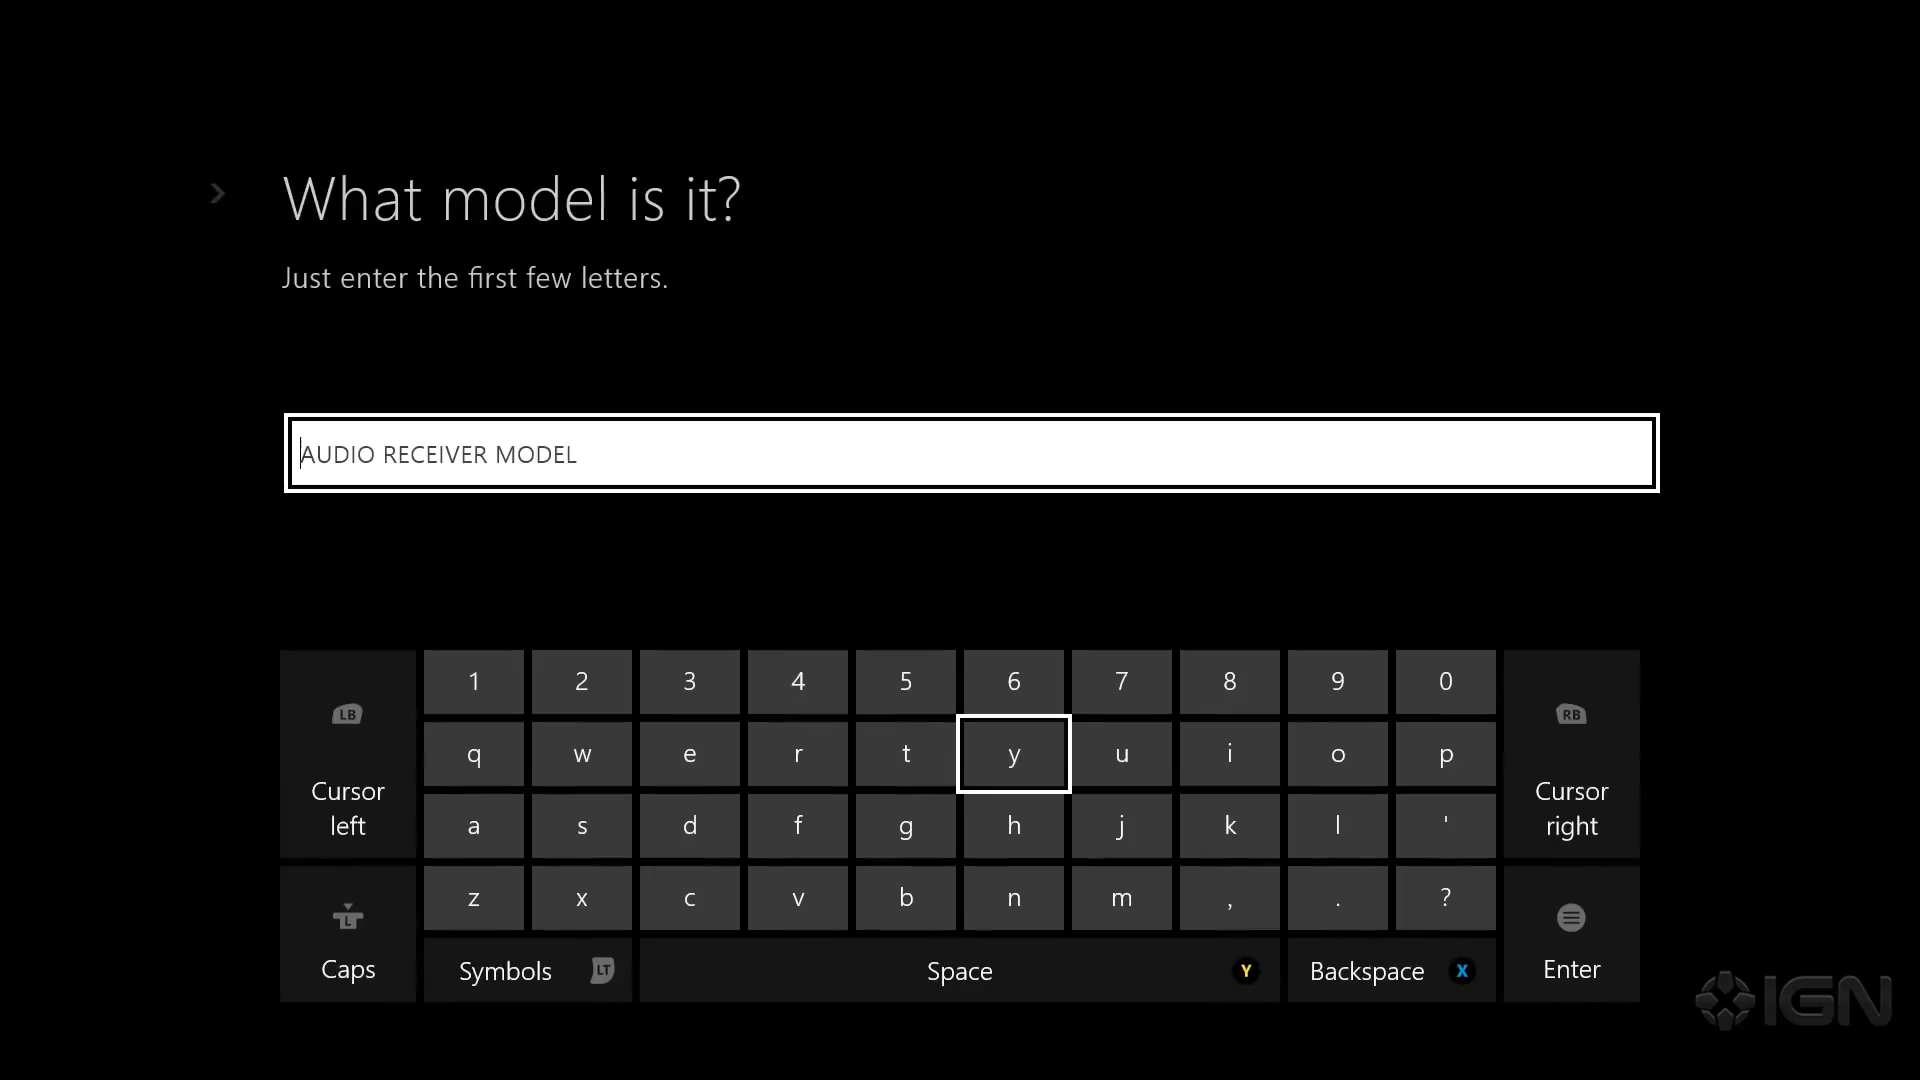 What model is it?
Just enter the first few letters.
AUDIO RECEIVER MODEL
1 2 3 4 5 6 7 8 9 0
LB
RB
q w e r t y u i o p
Cursor left
Cursor right
a s d f g h j k l '
z x c v b n m , . ?
L
Caps
Symbols LT
Space Y
Backspace X
Enter
IGN